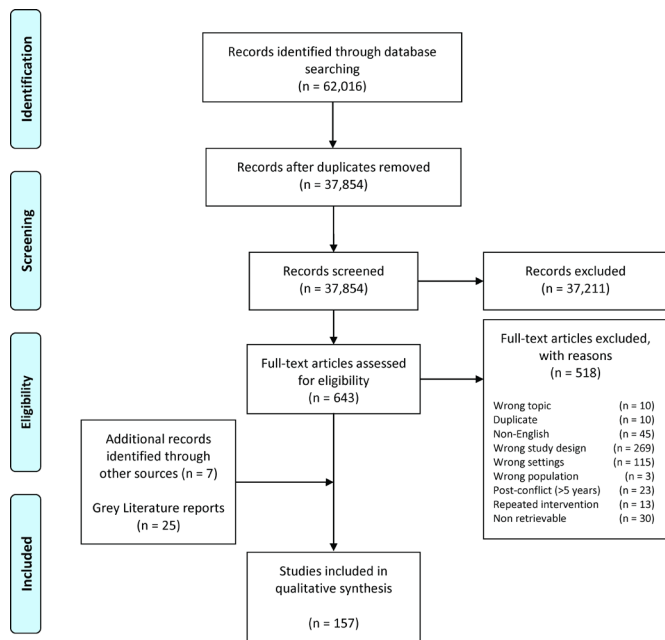 Identification
Records identified through database
searching
(n = 62,016)
Records after duplicates removed
(n = 37,854)
Screening
Records screened
(n = 37,854)
Records excluded
(n = 37,211)
Eligibility
Full-text articles assessed
for eligibility
(n = 643)
Full-text articles excluded,
with reasons
(n = 518)
Wrong topic (n = 10)
Duplicate (n = 10)
Non-English (n = 45)
Wrong study design (n = 269)
Wrong settings (n = 115)
Wrong population (n = 3)
Post-conflict (>5 years) (n = 23)
Repeated intervention (n = 13)
Non retrievable (n = 30)
Additional records
identified through
other sources (n = 7)
Grey Literature reports
(n = 25)
Included
Studies included in
qualitative synthesis
(n = 157)